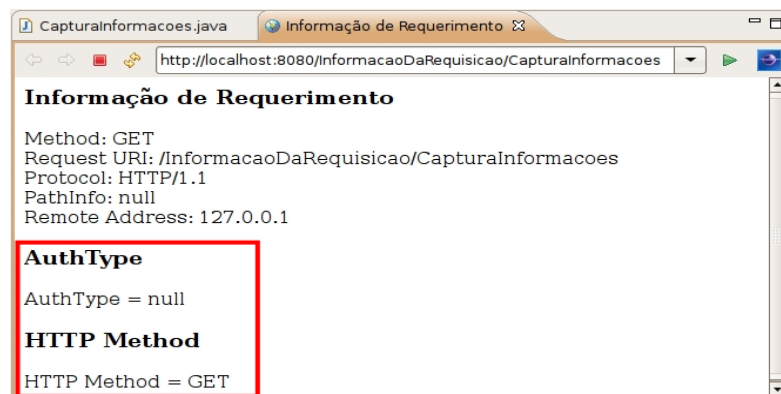 CapturaInformacoes.java
Informação de Requerimento
http://localhost:8080/InformacaoDaRequisicao/CapturaInformacoes
Informação de Requerimento
Method: GET
Request URI: /InformacaoDaRequisicao/CapturaInformacoes
Protocol: HTTP/1.1
PathInfo: null
Remote Address: 127.0.0.1
AuthType
AuthType = null
HTTP Method
HTTP Method = GET